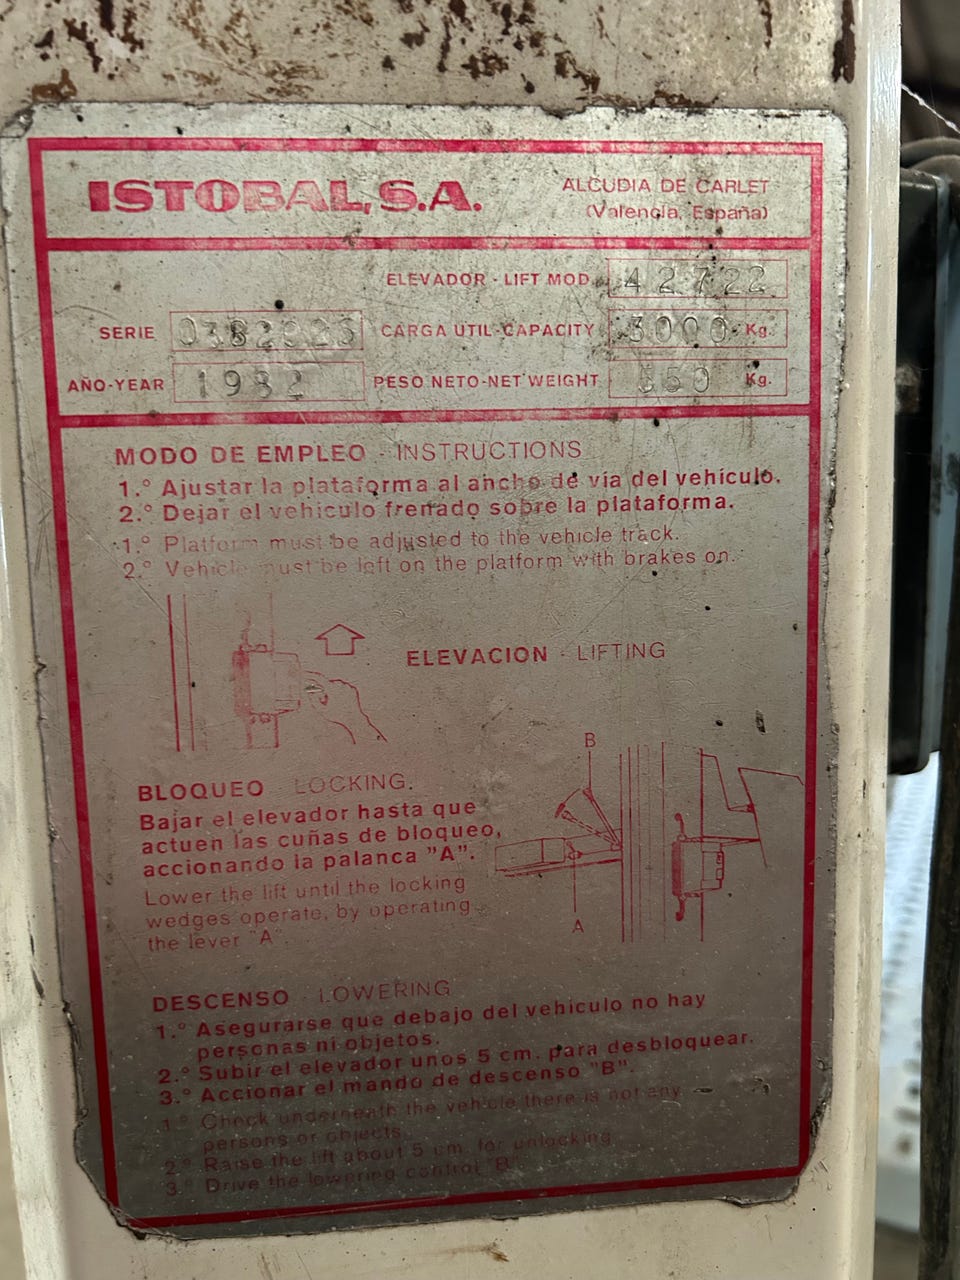 ISTOBAL, S.A.
ALCUDIA DE CARLET
(Valencia, España)
ELEVADOR - LIFT MOD. 42722
SERIE
CARGA UTIL-CAPACITY 3000 Kg.
AÑO-YEAR 1982
PESO NETO-NET WEIGHT Kg.
MODO DE EMPLEO - INSTRUCTIONS
1.º Ajustar la plataforma al ancho de vía del vehículo.
2.º Dejar el vehículo frenado sobre la plataforma.
1.º Platform must be adjusted to the vehicle track.
2.º Vehicle must be left on the platform with brakes on.
ELEVACION - LIFTING
BLOQUEO LOCKING.
Bajar el elevador hasta que
actuen las cuñas de bloqueo,
accionando la palanca "A".
Lower the lift until the locking
wedges operate, by operating
the lever "A".
B
A
DESCENSO - LOWERING
1.º Asegurarse que debajo del vehículo no hay
personas ni objetos.
2.º Subir el elevador unos 5 cm. para desbloquear.
3.º Accionar el mando de descenso "B".
1.º Check underneath the vehicle there is not any
persons or objects.
2.º Raise the lift about 5 cm. for unlocking.
3.º Drive the lowering control "B".